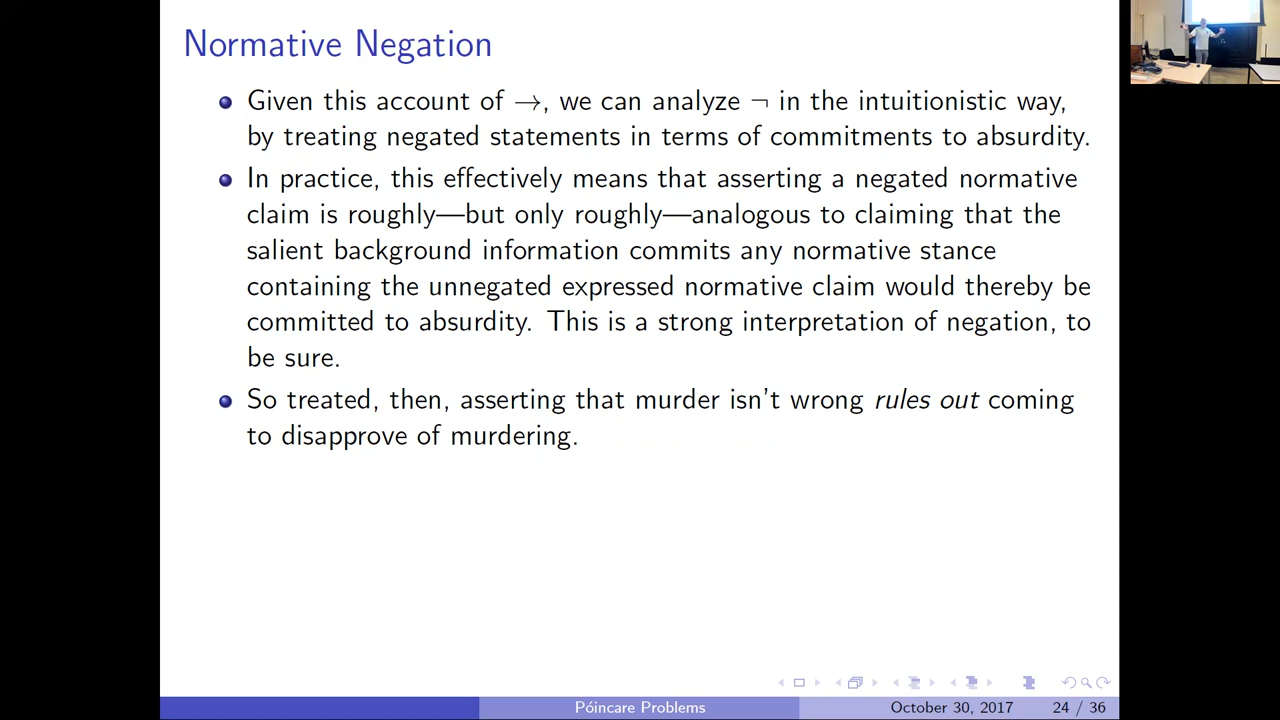 Normative Negation
Given this account of →, we can analyze ¬ in the intuitionistic way,
by treating negated statements in terms of commitments to absurdity.
In practice, this effectively means that asserting a negated normative
claim is roughly—but only roughly—analogous to claiming that the
salient background information commits any normative stance
containing the unnegated expressed normative claim would thereby be
committed to absurdity. This is a strong interpretation of negation, to
be sure.
So treated, then, asserting that murder isn't wrong rules out coming
to disapprove of murdering.
Póincare Problems
October 30, 2017
24 / 36